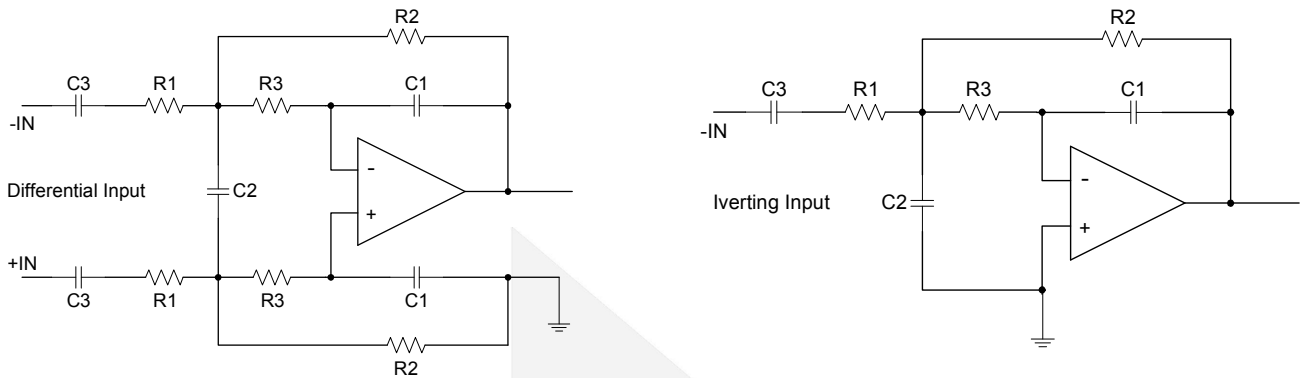 R2
C3
R1
R3
C1
-IN
-
Differential Input
C2
+
+IN
C3
R1
R3
C1
R2
R2
C3
R1
R3
C1
-IN
-
Iverting Input
C2
+